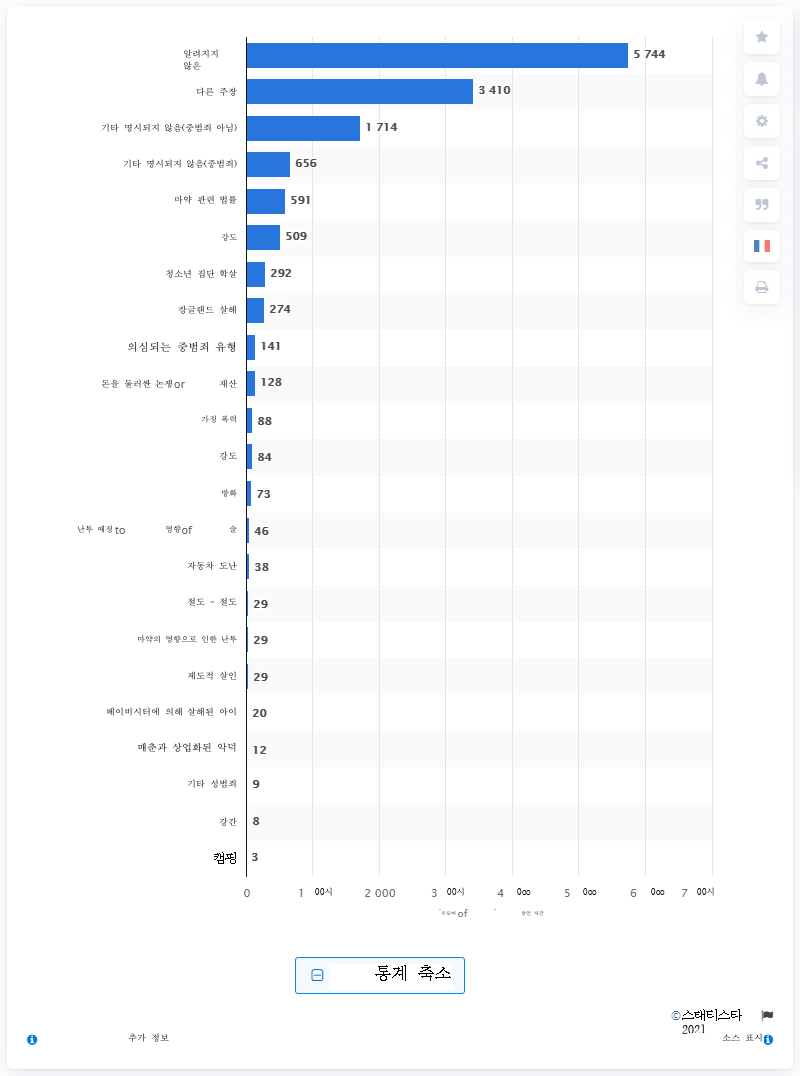 알려지지
않은
5 744
다른 주장 3 410
기타 명시되지 않음(중범죄 아님) 1 714
기타 명시되지 않음(중범죄) 656
마약 관련 법률 591
강도 509
청소년 집단 학살 292
캉글랜드 살해 274
의심되는 중범죄 유형 141
돈을 둘러싼 논쟁or 재산 128
가정 폭력 88
강도 84
방화 73
난투 예정to 영향of 술 46
자동차 도난 38
절도 - 절도 29
마약의 영향으로 인한 난투 29
제도적 살인 29
베이비시터에 의해 살해된 아이 20
매춘과 상업화된 악덕 12
기타 성범죄 9
강간 8
캠핑 3
0 1 00시 2 000 3 00시 4 0∞ 5 0∞ 6 0∞ 7 00시
of 살인 사건
통계 축소
©스태티스타
2021
추가 정보 소스 표시